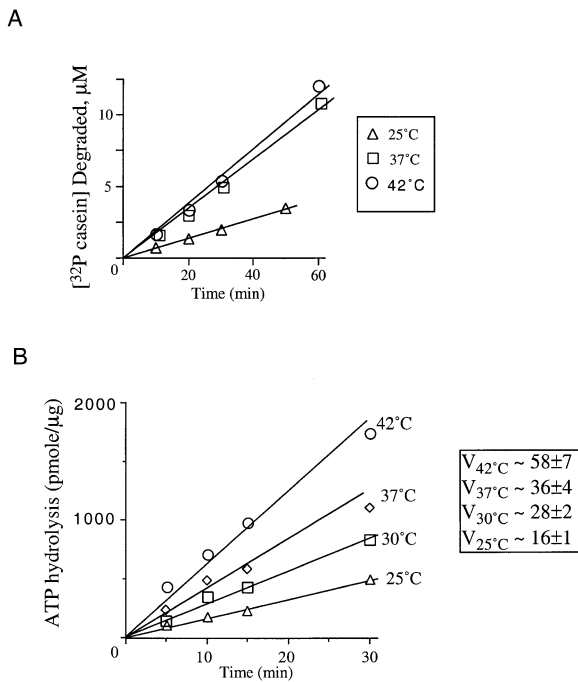 A
[³²P casein] Degraded, µM
10
5
0
0
20
40
60
Time (min)
25°C
37°C
42°C
B
ATP hydrolysis (pmole/µg)
2000
1000
0
0
10
20
30
Time (min)
42°C
37°C
30°C
25°C
V42°C ~ 58±7
V37°C ~ 36±4
V30°C ~ 28±2
V25°C ~ 16±1